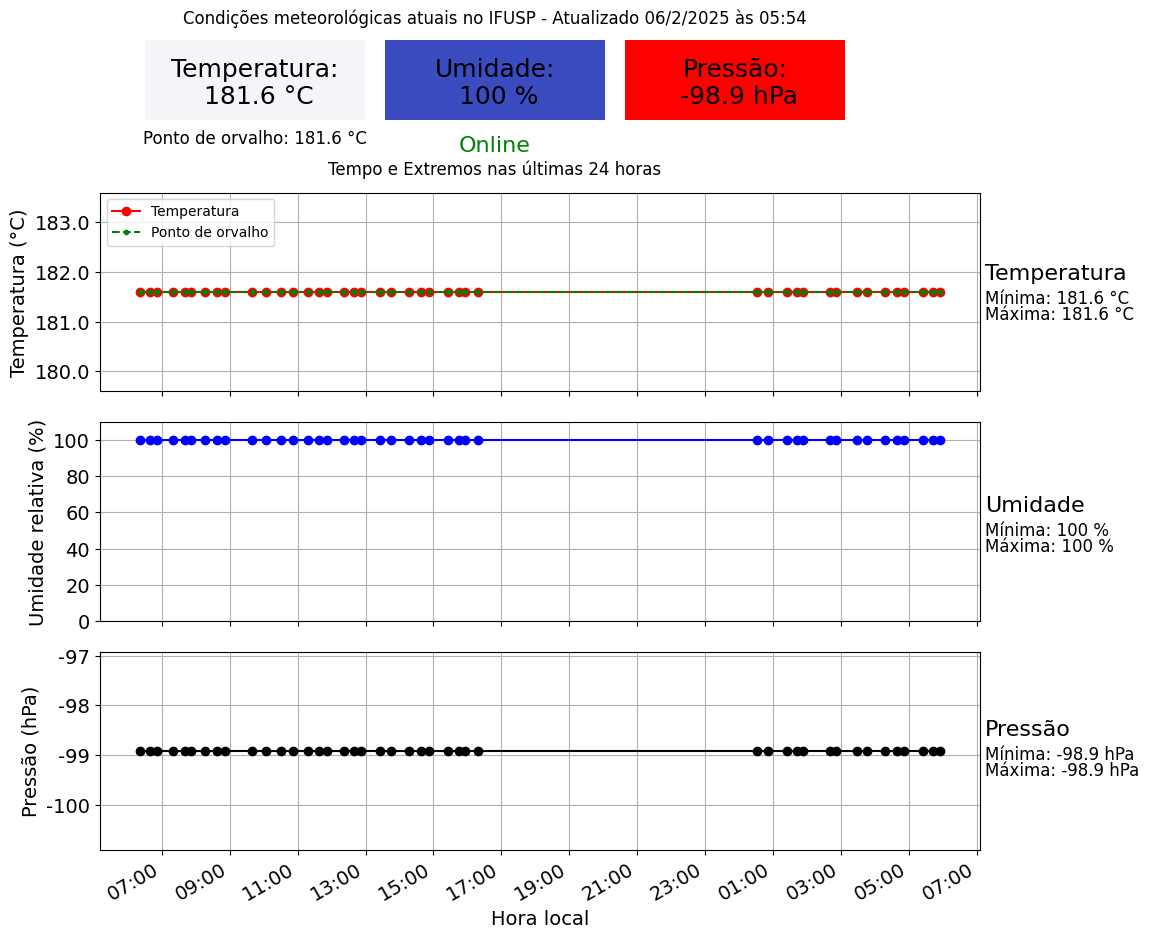 Condições meteorológicas atuais no IFUSP - Atualizado 06/2/2025 às 05:54
Temperatura:
181.6 °C
Umidade:
100 %
Pressão:
-98.9 hPa
Ponto de orvalho: 181.6 °C
Online
Tempo e Extremos nas últimas 24 horas
Temperatura (°C)
183.0
182.0
181.0
180.0
Temperatura
Ponto de orvalho
Temperatura
Mínima: 181.6 °C
Máxima: 181.6 °C
Umidade relativa (%)
100
80
60
40
20
0
Umidade
Mínima: 100 %
Máxima: 100 %
Pressão (hPa)
-97
-98
-99
-100
Pressão
Mínima: -98.9 hPa
Máxima: -98.9 hPa
07:00 09:00 11:00 13:00 15:00 17:00 19:00 21:00 23:00 01:00 03:00 05:00 07:00
Hora local